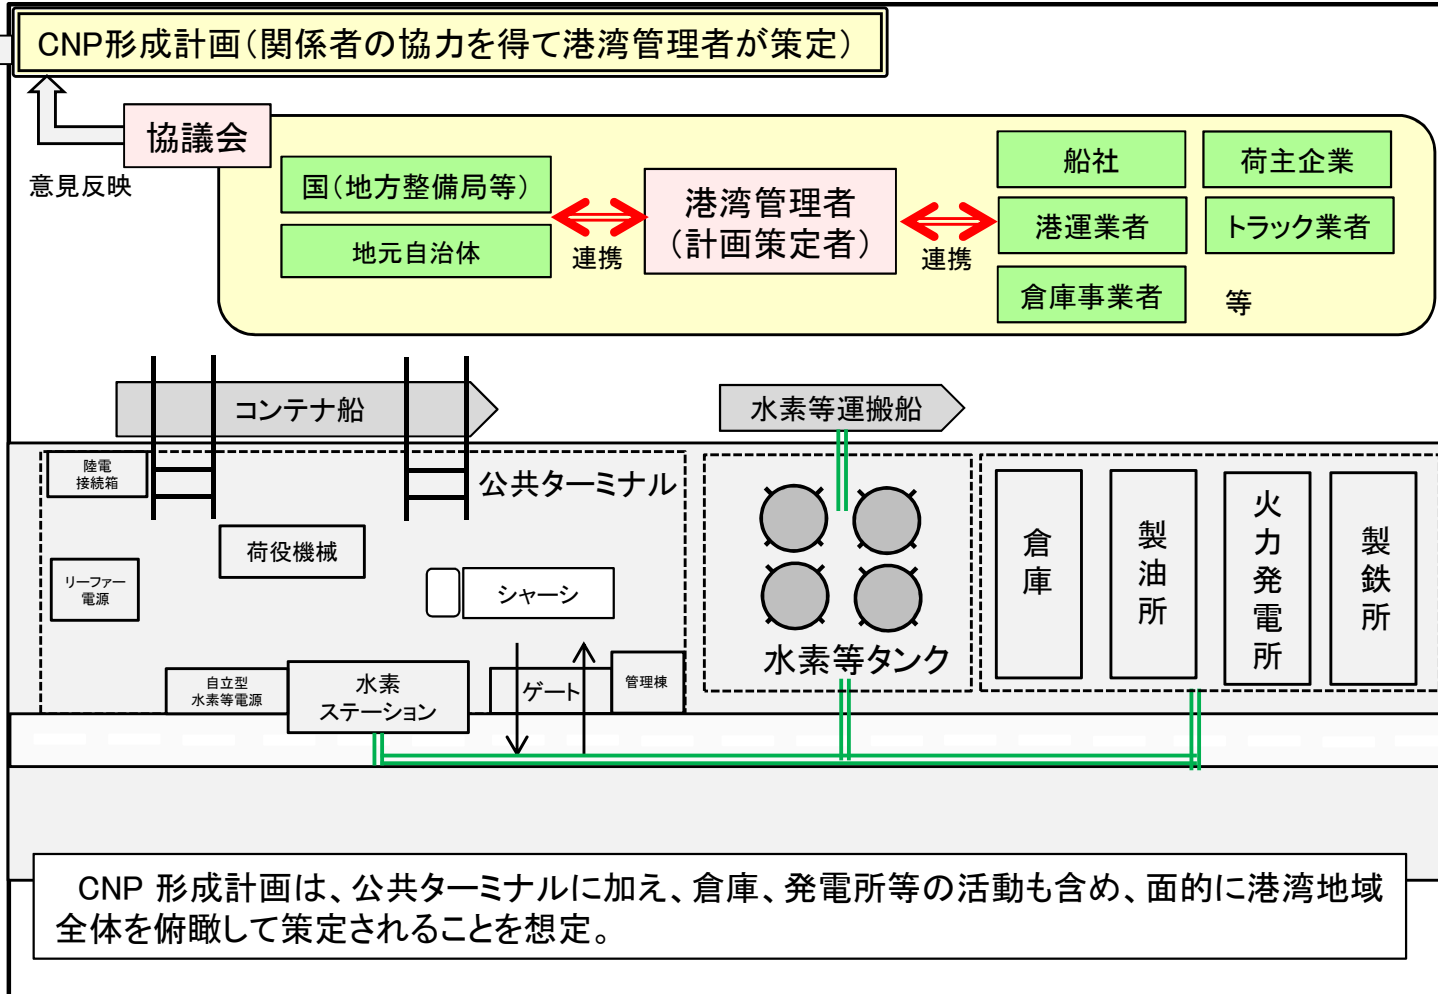 CNP形成計画(関係者の協力を得て港湾管理者が策定)
協議会
意見反映
国(地方整備局等)
地元自治体
連携
港湾管理者
(計画策定者)
連携
船社
荷主企業
港運業者
トラック業者
倉庫事業者
等
コンテナ船
水素等運搬船
陸電
接続箱
公共ターミナル
荷役機械
リーファー
電源
シャーシ
自立型
水素等電源
水素
ステーション
ゲート
管理棟
水素等タンク
倉庫
製油所
火力発電所
製鉄所
CNP 形成計画は、公共ターミナルに加え、倉庫、発電所等の活動も含め、面的に港湾地域
全体を俯瞰して策定されることを想定。